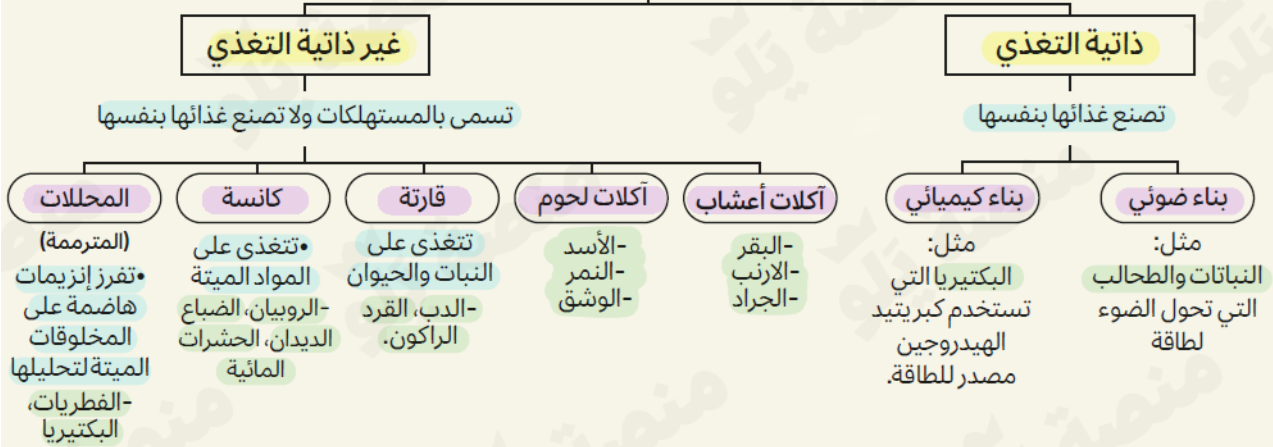 ذاتية التغذي
تصنع غذائها بنفسها
بناء ضوئي
مثل:
النباتات والطحالب
التي تحول الضوء
لطاقة
بناء كيميائي
مثل:
البكتيريا التي
تستخدم كبريتيد
الهيدروجين
مصدر للطاقة.
غير ذاتية التغذي
تسمى بالمستهلكات ولا تصنع غذائها بنفسها
آكلات أعشاب
-البقر
-الارنب
-الجراد
آكلات لحوم
-الأسد
-النمر
-الوشق
قارتة
تتغذى على
النبات والحيوان
-الدب، القرد
الراكون.
كانسة
•تتغذى على
المواد الميتة
-الروبيان، الضباع
الديدان، الحشرات
المائية
المحللات
(المترممة)
•تفرز إنزيمات
هاضمة على
المخلوقات
الميتة لتحليلها
-الفطريات،
البكتيريا
منصة يَلو